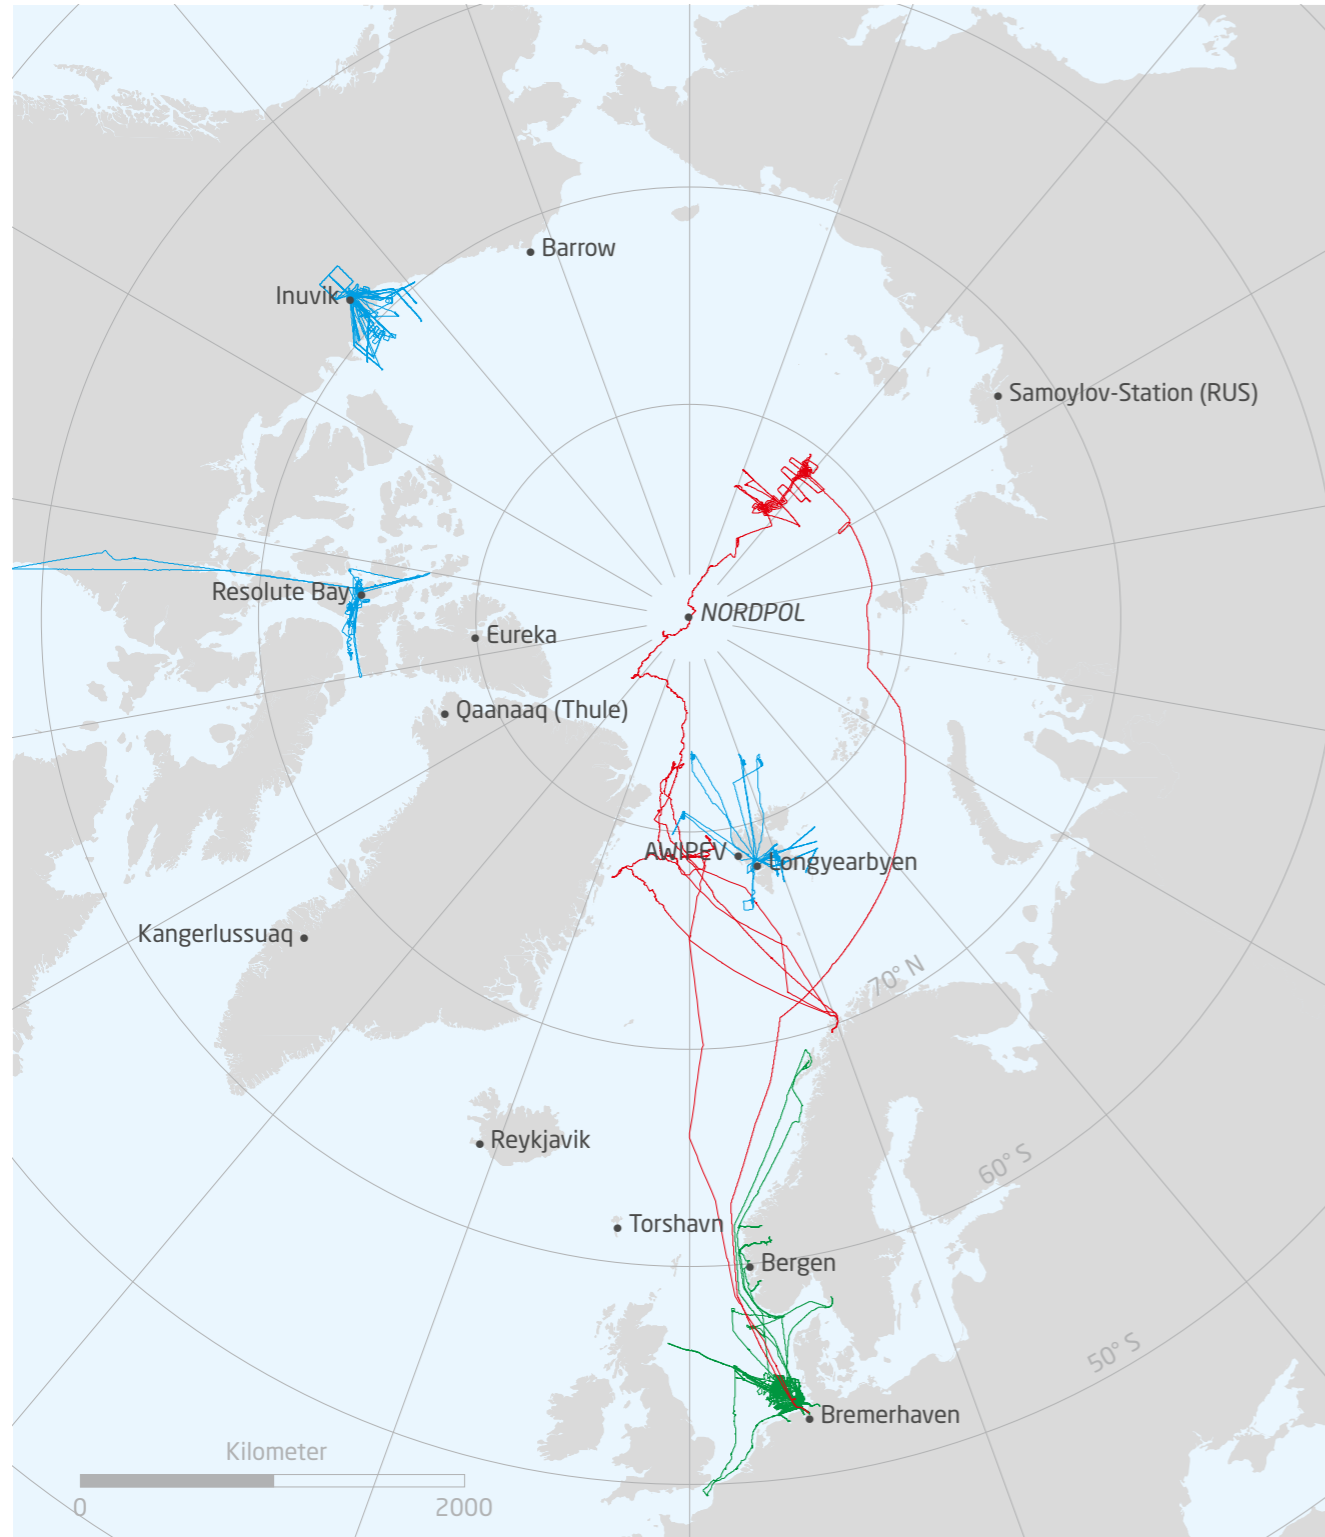 Barrow
Inuvik
Samoylov-Station (RUS)
Resolute Bay
NORDPOL
Eureka
Qaanaaq (Thule)
AWIPEV
Longyearbyen
Kangerlussuaq
70° N
Reykjavik
60° S
Torshavn
Bergen
50° S
Bremerhaven
Kilometer
0
2000